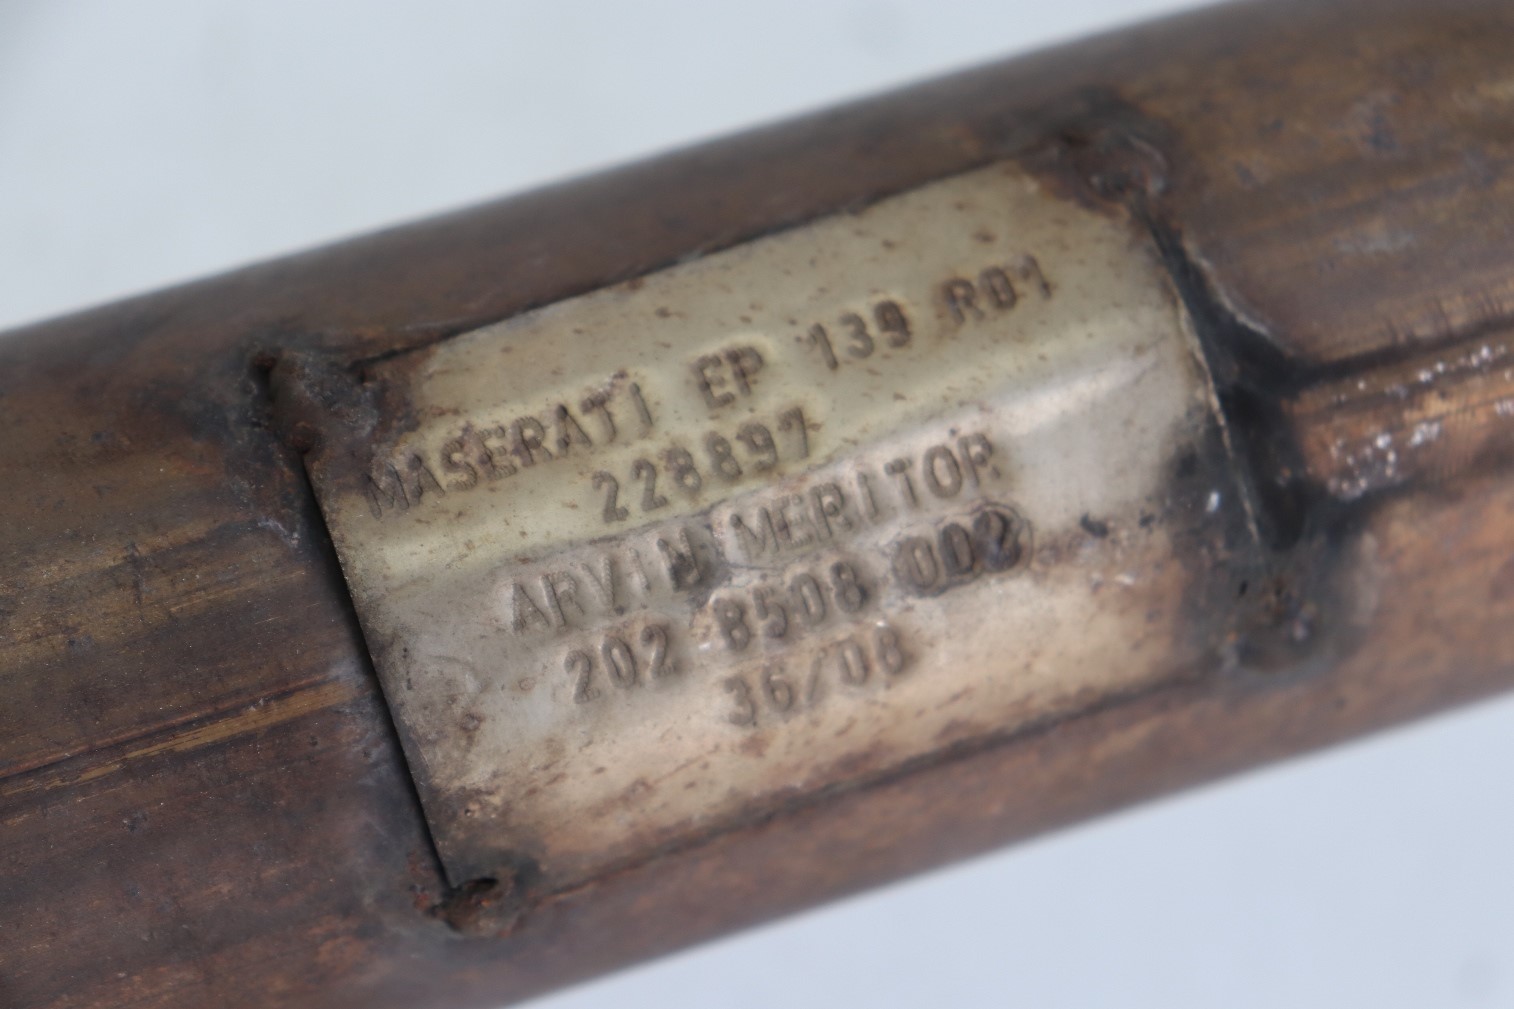 MASERATI EP 139 R01
228897
ARVIN MERITOR
202 8508 002
36/08